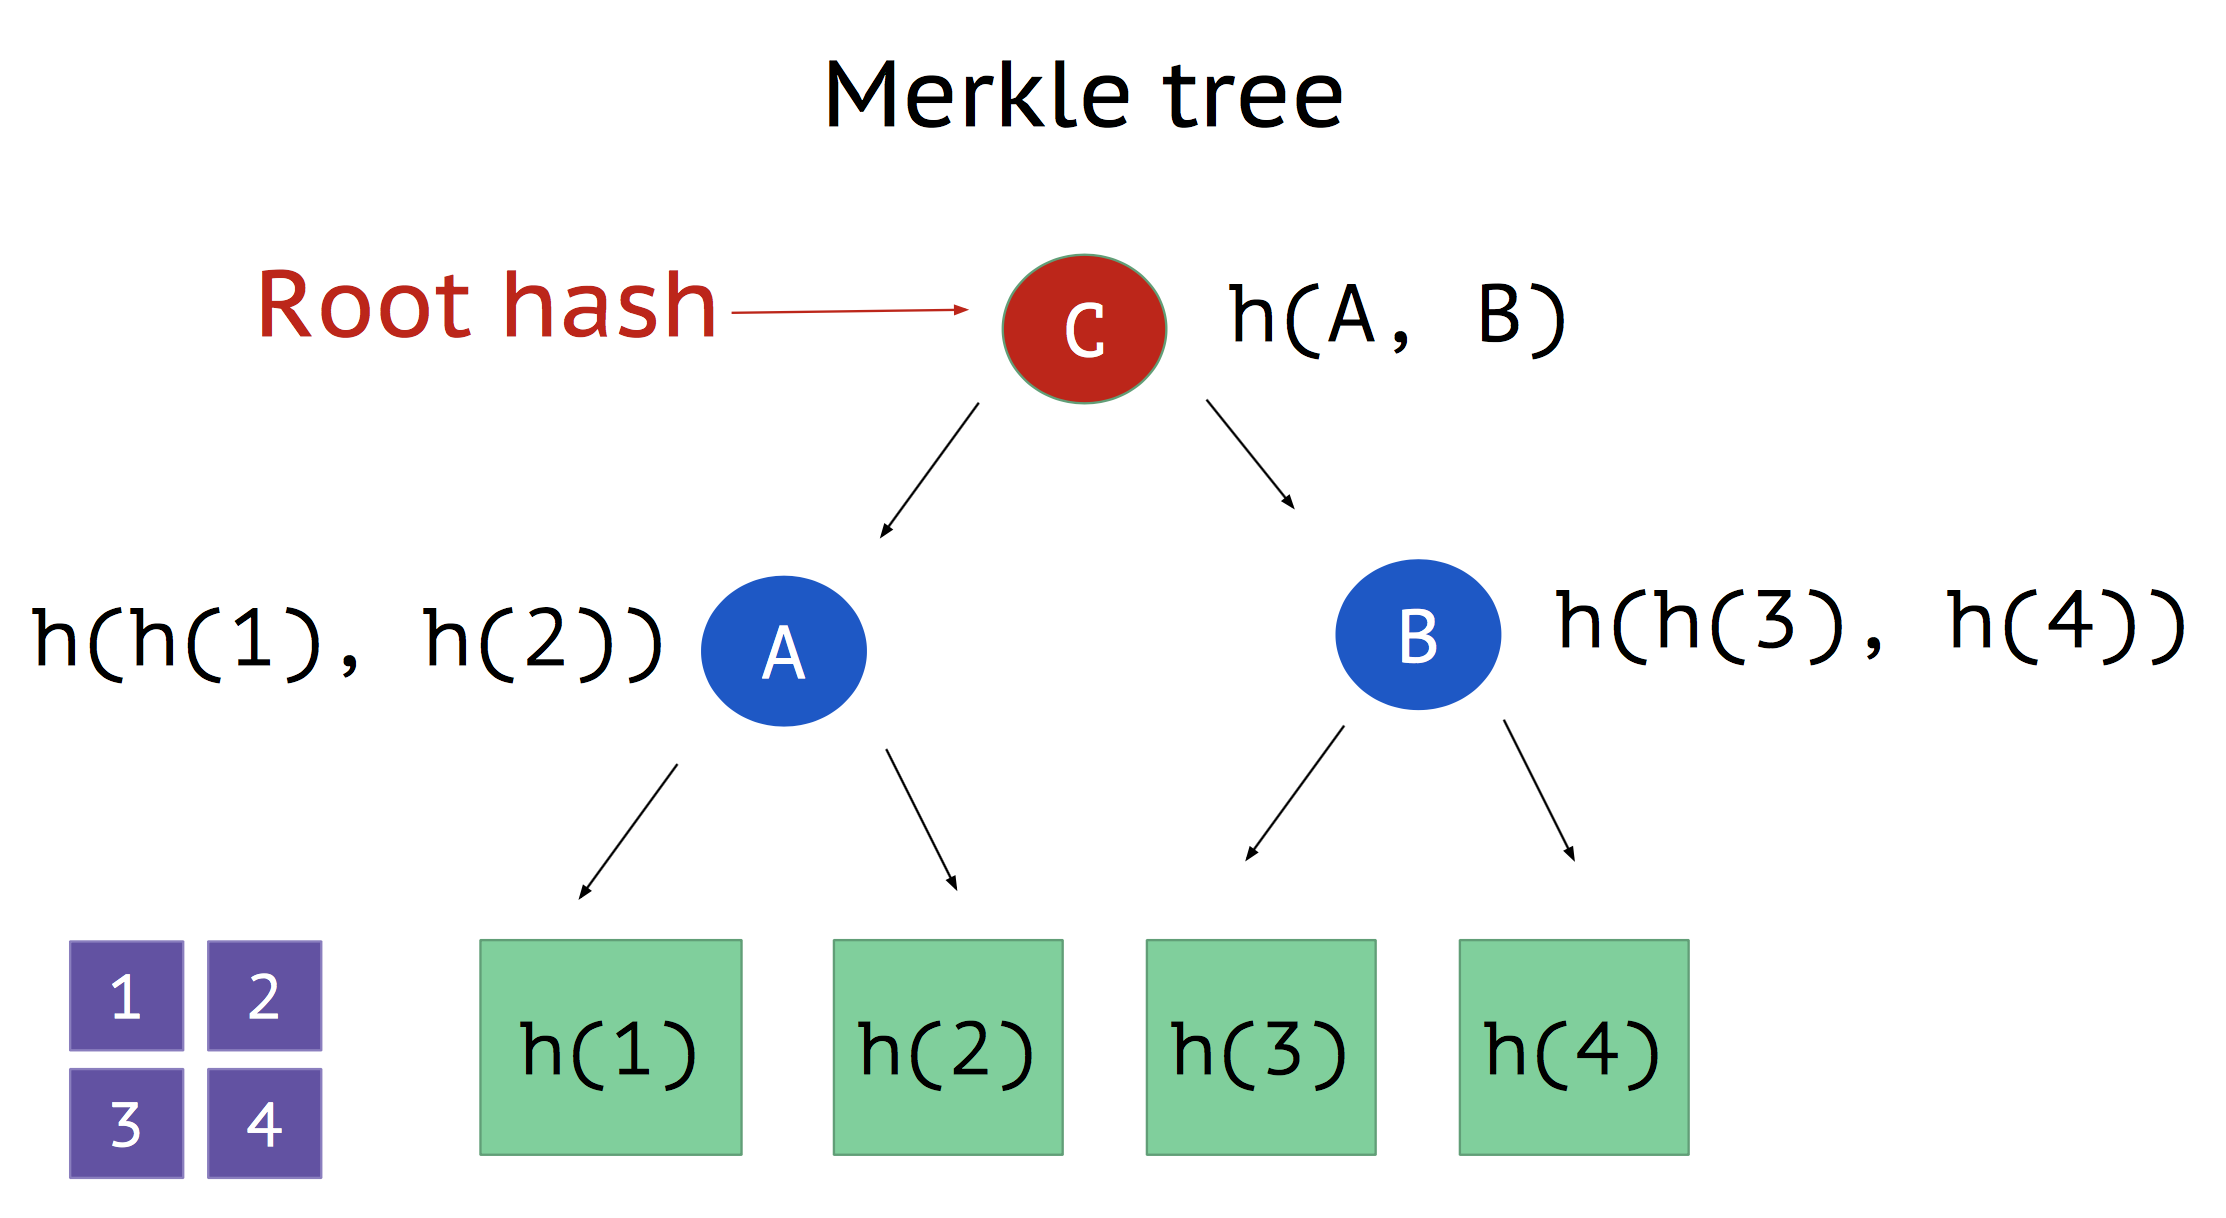 Merkle tree
Root hash
C
h(A, B)
h(h(1), h(2))
A
B
h(h(3), h(4))
1 2
3 4
h(1)
h(2)
h(3)
h(4)